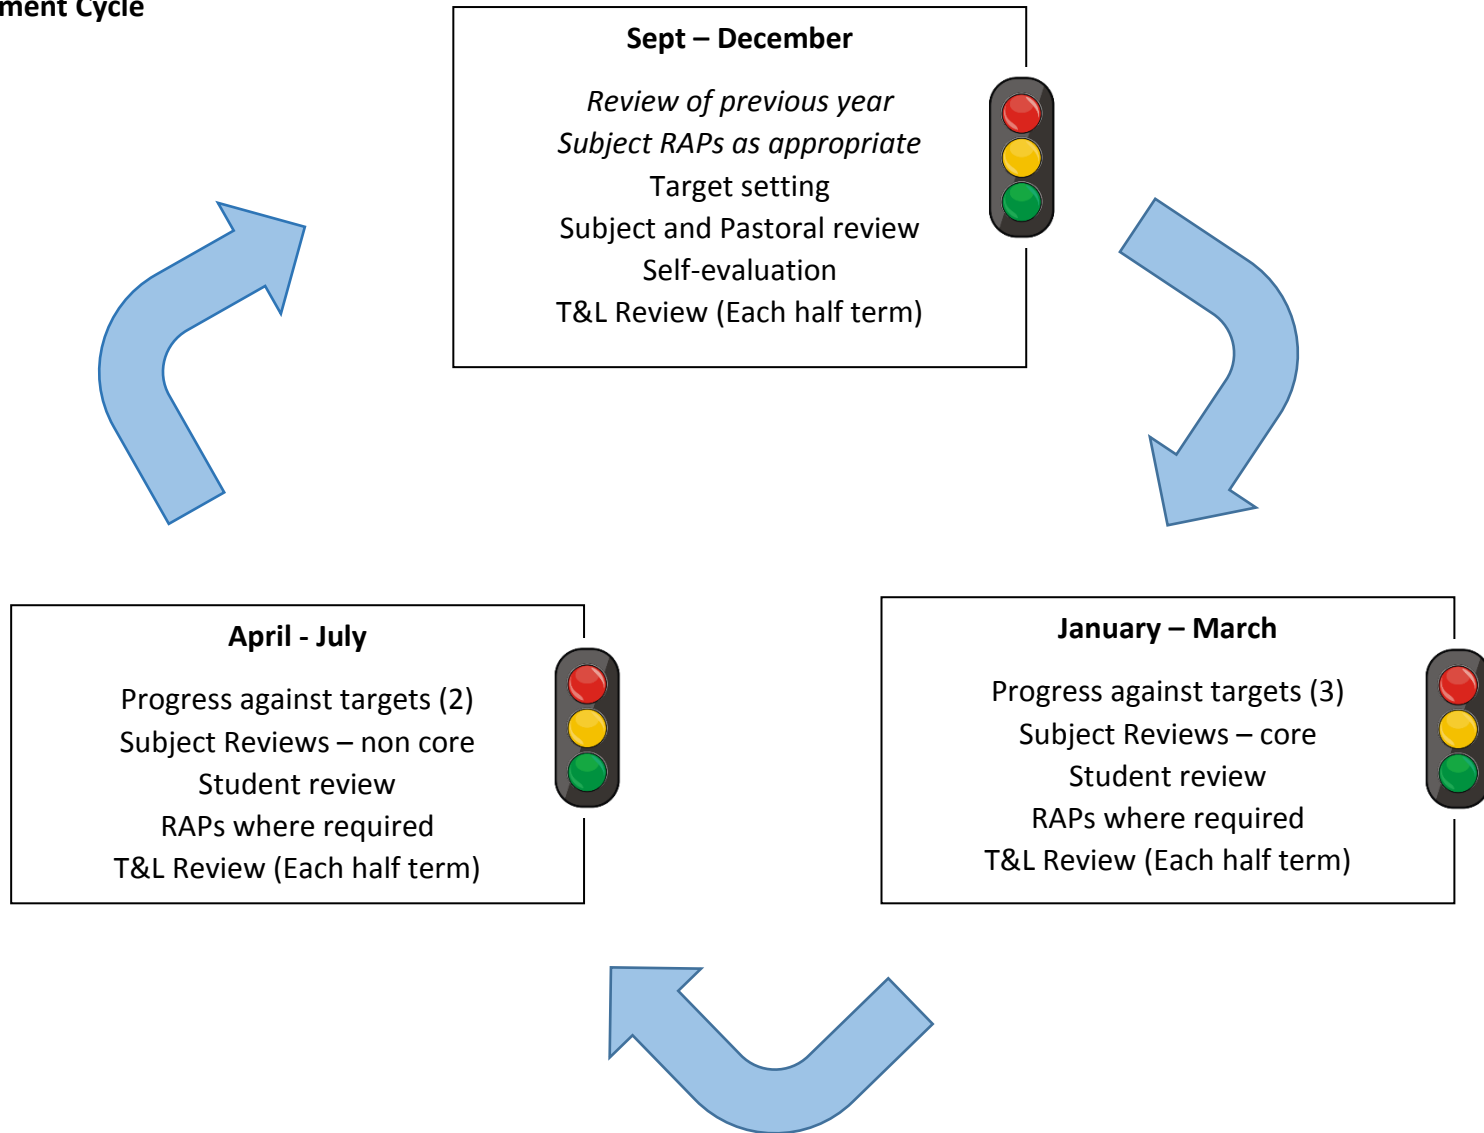 ment Cycle
Sept – December
Review of previous year
Subject RAPs as appropriate
Target setting
Subject and Pastoral review
Self-evaluation
T&L Review (Each half term)
April - July
Progress against targets (2)
Subject Reviews – non core
Student review
RAPs where required
T&L Review (Each half term)
January – March
Progress against targets (3)
Subject Reviews – core
Student review
RAPs where required
T&L Review (Each half term)